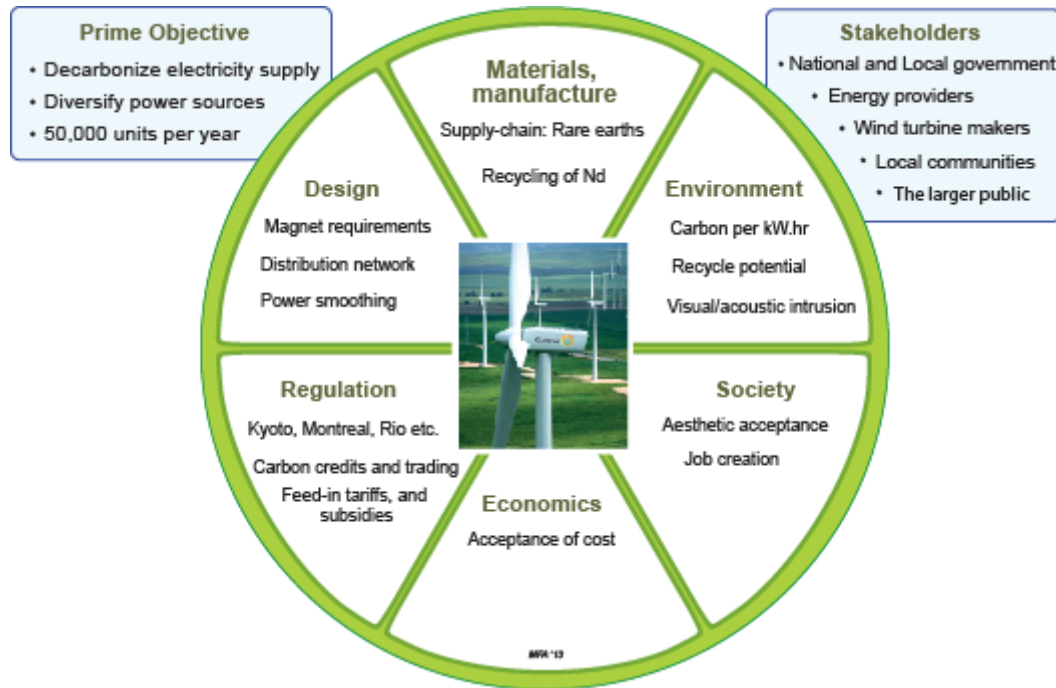 Prime Objective
• Decarbonize electricity supply
• Diversify power sources
• 50,000 units per year
Stakeholders
• National and Local government
• Energy providers
• Wind turbine makers
• Local communities
• The larger public
Materials,
manufacture
Supply-chain: Rare earths
Recycling of Nd
Design
Magnet requirements
Distribution network
Power smoothing
Environment
Carbon per kW.hr
Recycle potential
Visual/acoustic intrusion
Regulation
Kyoto, Montreal, Rio etc.
Carbon credits and trading
Feed-in tariffs, and
subsidies
Society
Aesthetic acceptance
Job creation
Economics
Acceptance of cost
MFA '13